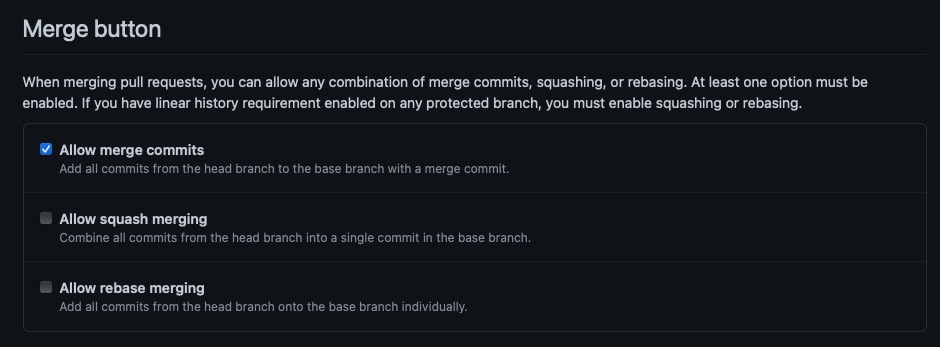 Merge button
When merging pull requests, you can allow any combination of merge commits, squashing, or rebasing. At least one option must be
enabled. If you have linear history requirement enabled on any protected branch, you must enable squashing or rebasing.
Allow merge commits
Add all commits from the head branch to the base branch with a merge commit.
Allow squash merging
Combine all commits from the head branch into a single commit in the base branch.
Allow rebase merging
Add all commits from the head branch onto the base branch individually.